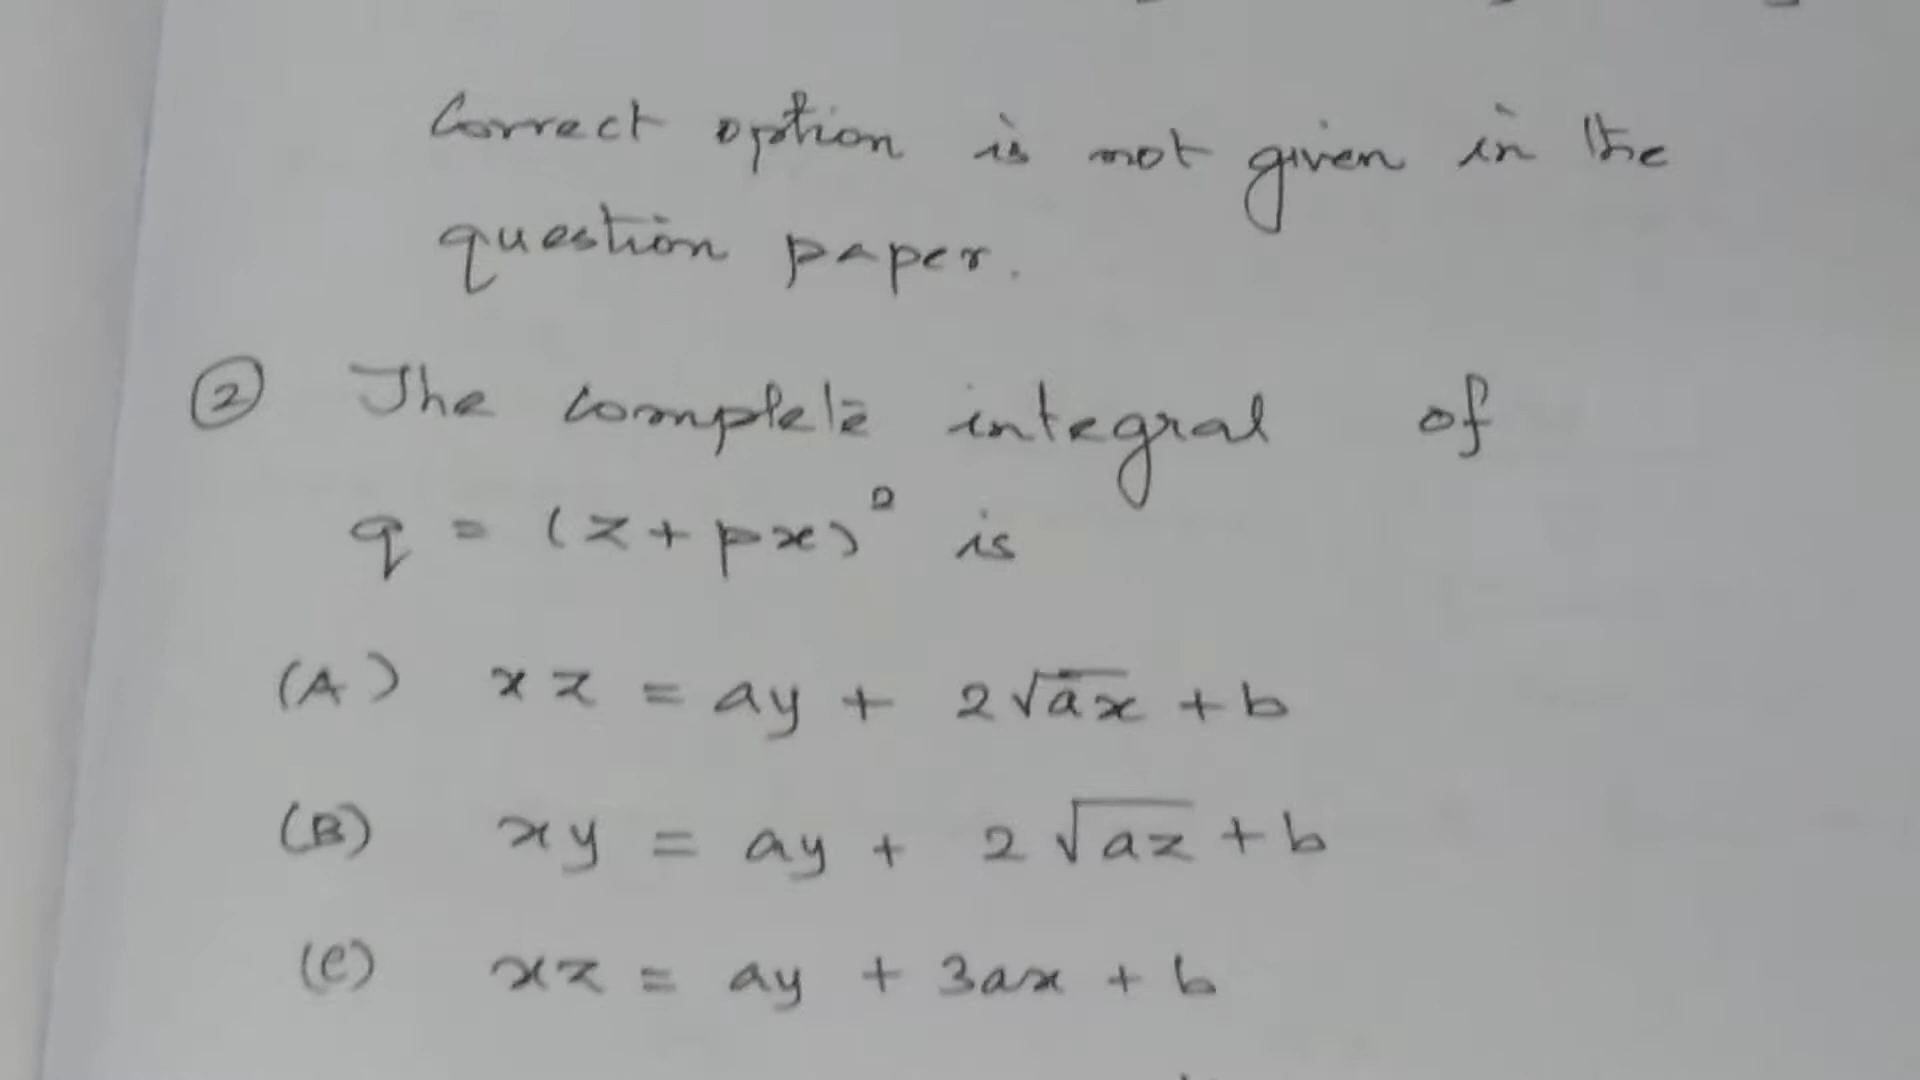 Correct option is not given in the
question paper.
② The complete integral of
q = (z + px)² is
(A) xz = ay + 2√ax + b
(B) xy = ay + 2√az + b
(C) xz = ay + 3ax + b